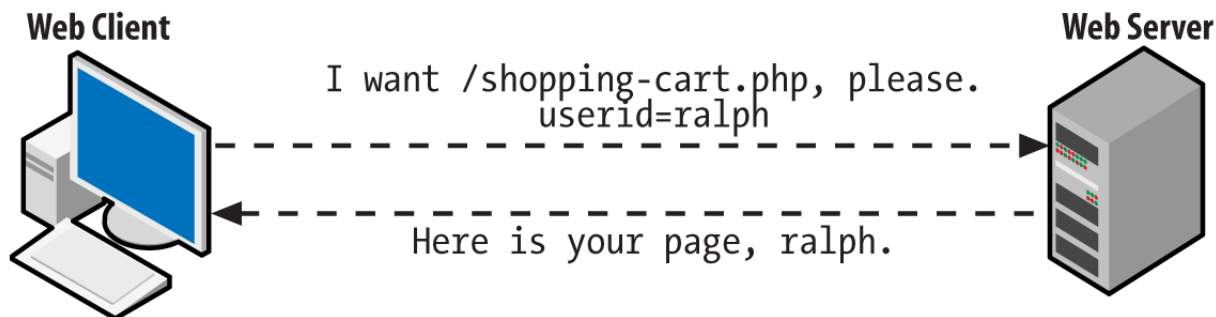 Web Client
Web Server
I want /shopping-cart.php, please.
userid=ralph
Here is your page, ralph.